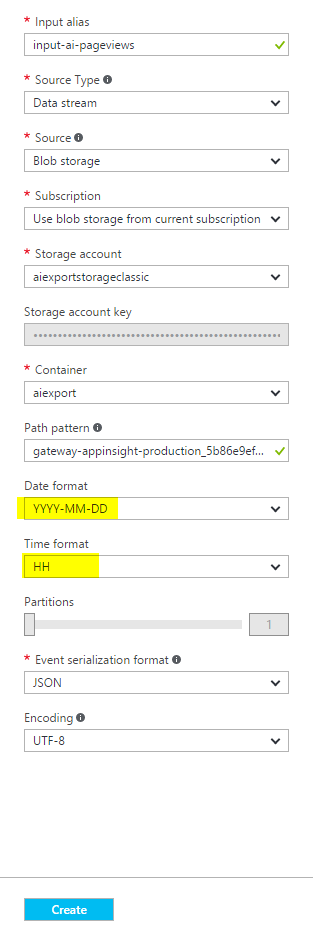 * Input alias
input-ai-pageviews
* Source Type
Data stream
* Source
Blob storage
* Subscription
Use blob storage from current subscription
* Storage account
aiexportstorageclassic
Storage account key
* Container
aiexport
Path pattern
gateway-appinsight-production_5b86e9ef...
Date format
YYYY-MM-DD
Time format
HH
Partitions
1
* Event serialization format
JSON
Encoding
UTF-8
Create